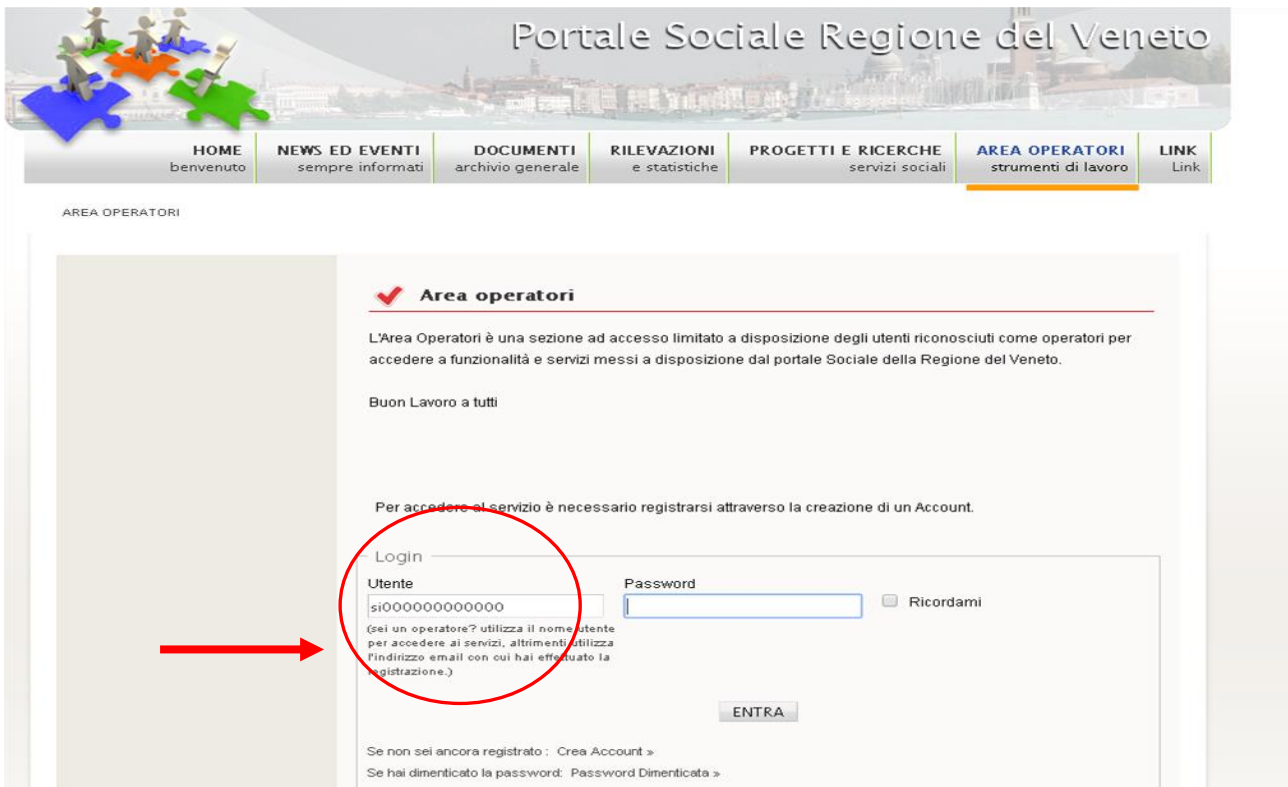 Portale Sociale Regione del Veneto
HOME NEWS ED EVENTI DOCUMENTI RILEVAZIONI PROGETTI E RICERCHE AREA OPERATORI LINK
benvenuto sempre informati archivio generale e statistiche servizi sociali strumenti di lavoro Link
AREA OPERATORI
Area operatori
L'Area Operatori è una sezione ad accesso limitato a disposizione degli utenti riconosciuti come operatori per
accedere a funzionalità e servizi messi a disposizione dal portale Sociale della Regione del Veneto.
Buon Lavoro a tutti
Per accedere al servizio è necessario registrarsi attraverso la creazione di un Account.
Login
Utente Password
si000000000000 Ricordami
(sei un operatore? utilizza il nome utente
per accedere ai servizi, altrimenti utilizza
l'indirizzo email con cui hai effettuato la
registrazione.)
ENTRA
Se non sei ancora registrato : Crea Account »
Se hai dimenticato la password: Password Dimenticata »